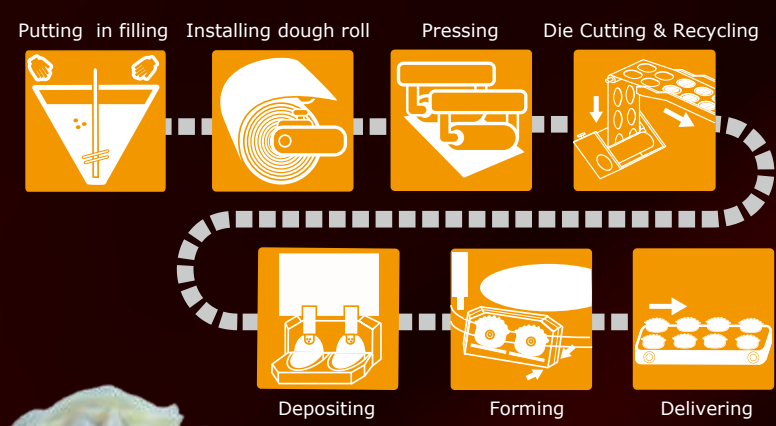 Putting in filling
Installing dough roll
Pressing
Die Cutting & Recycling
Depositing
Forming
Delivering